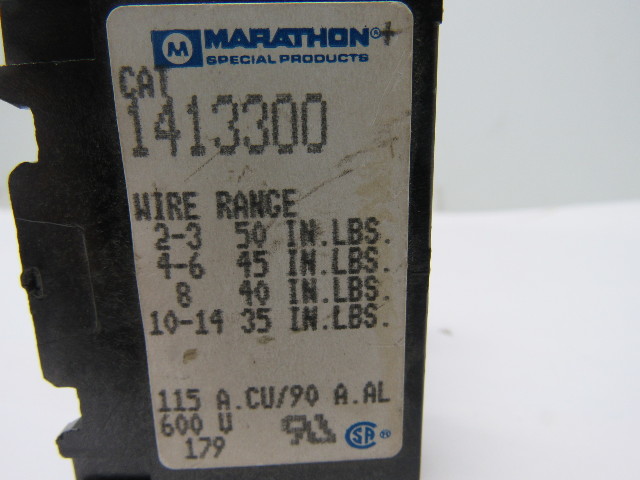 M MARATHON®
SPECIAL PRODUCTS
CAT
1413300
WIRE RANGE
2-3 50 IN.LBS.
4-6 45 IN.LBS.
8 40 IN.LBS.
10-14 35 IN.LBS.
115 A.CU/90 A.AL
600 V
179
SA ®